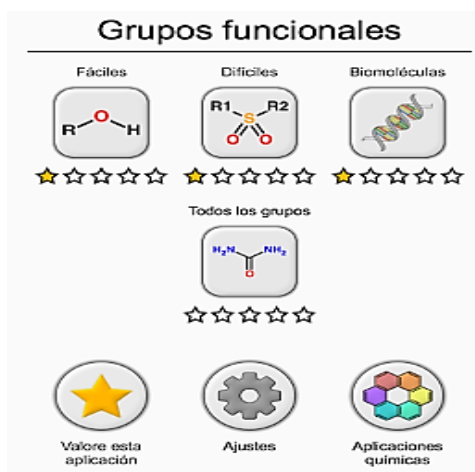 Grupos funcionales
Fáciles
Difíciles
Biomoléculas
R O H
R1 R2
S
O O
Todos los grupos
H₂N NH₂
O
Valore esta
aplicación
Ajustes
Aplicaciones
químicas